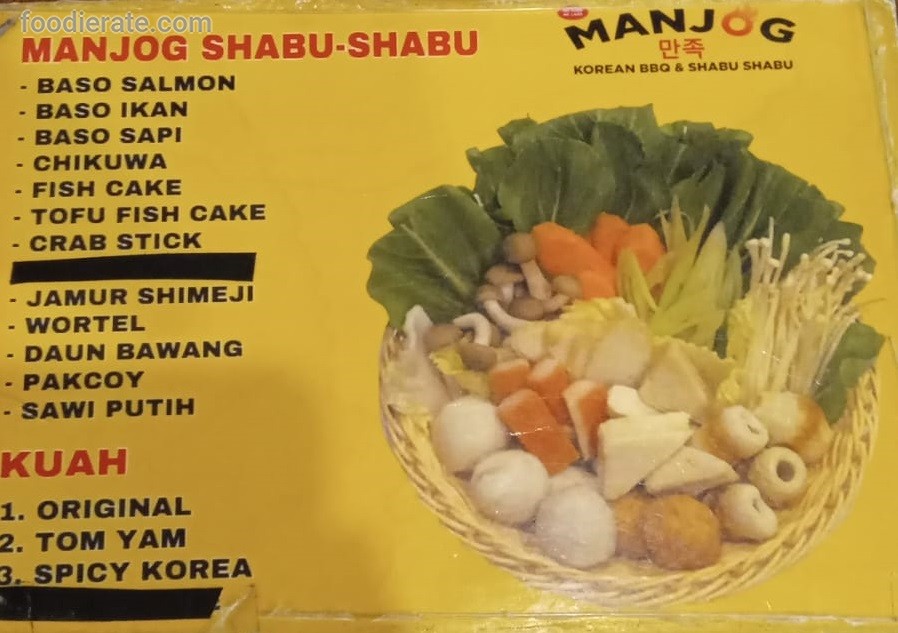 foodierate.com
MANJOG SHABU-SHABU
- BASO SALMON
- BASO IKAN
- BASO SAPI
- CHIKUWA
- FISH CAKE
- TOFU FISH CAKE
- CRAB STICK
- JAMUR SHIMEJI
- WORTEL
- DAUN BAWANG
- PAKCOY
- SAWI PUTIH
KUAH
1. ORIGINAL
2. TOM YAM
3. SPICY KOREA
MANJOG
만족
KOREAN BBQ & SHABU SHABU